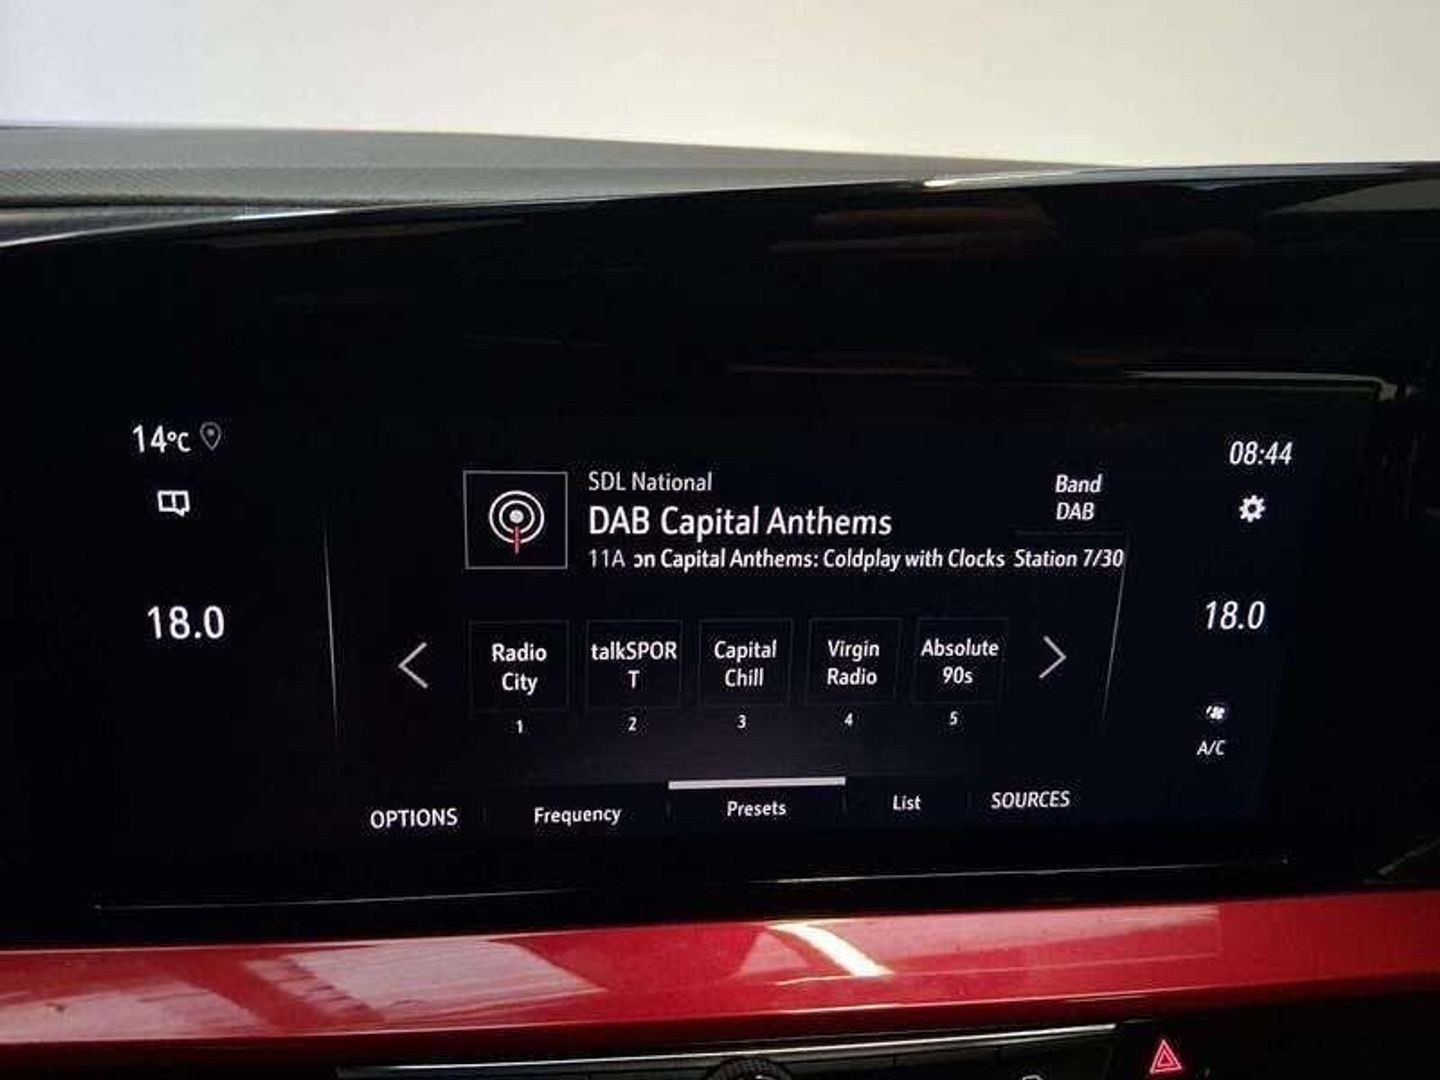 14°C
08:44
SDL National
Band
DAB Capital Anthems
DAB
11A on Capital Anthems: Coldplay with Clocks Station 7/30
18.0
18.0
Radio City
talkSPORT
Capital Chill
Virgin Radio
Absolute 90s
1
2
3
4
5
A/C
OPTIONS
Frequency
Presets
List
SOURCES